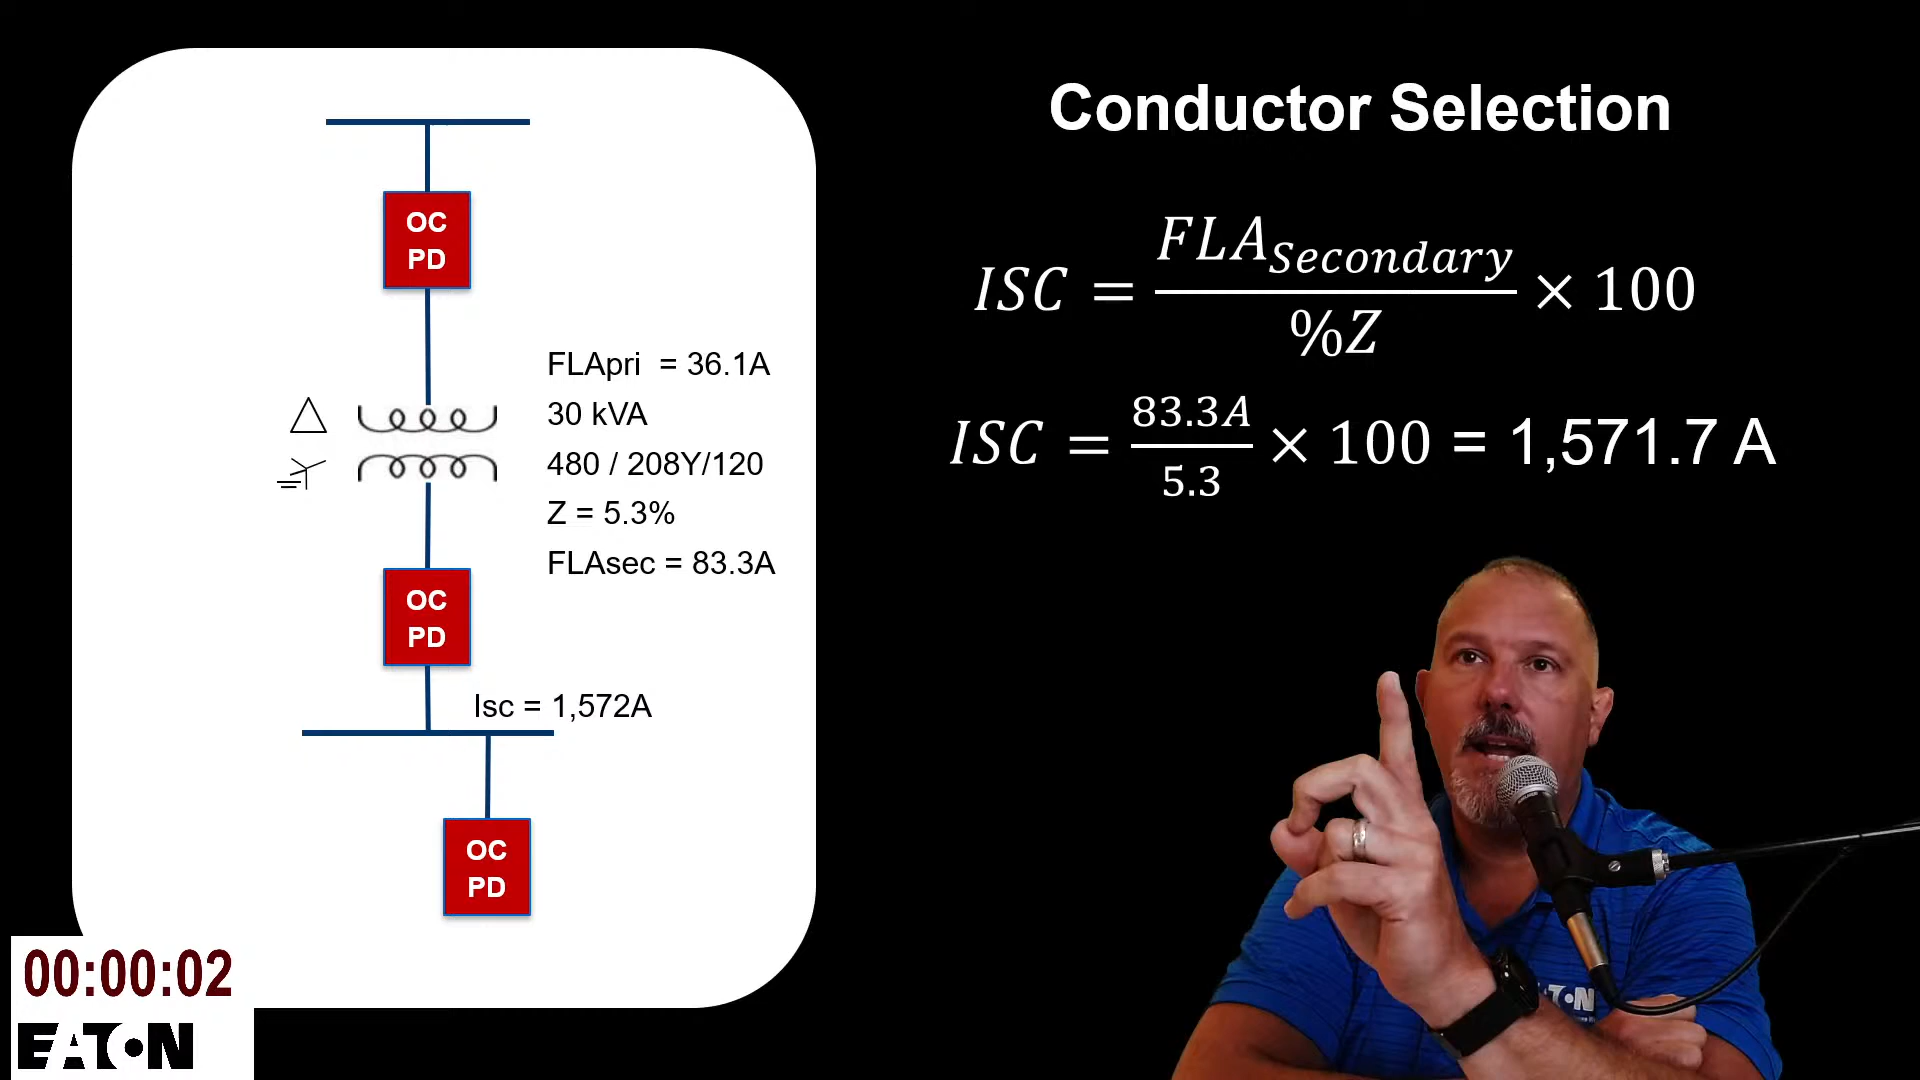 Conductor Selection
OC
PD
ISC = FLA_Secondary / %Z × 100
FLApri = 36.1A
30 kVA
480 / 208Y/120
Z = 5.3%
FLAsec = 83.3A
ISC = 83.3A / 5.3 × 100 = 1,571.7 A
OC
PD
Isc = 1,572A
OC
PD
00:00:02
EATON